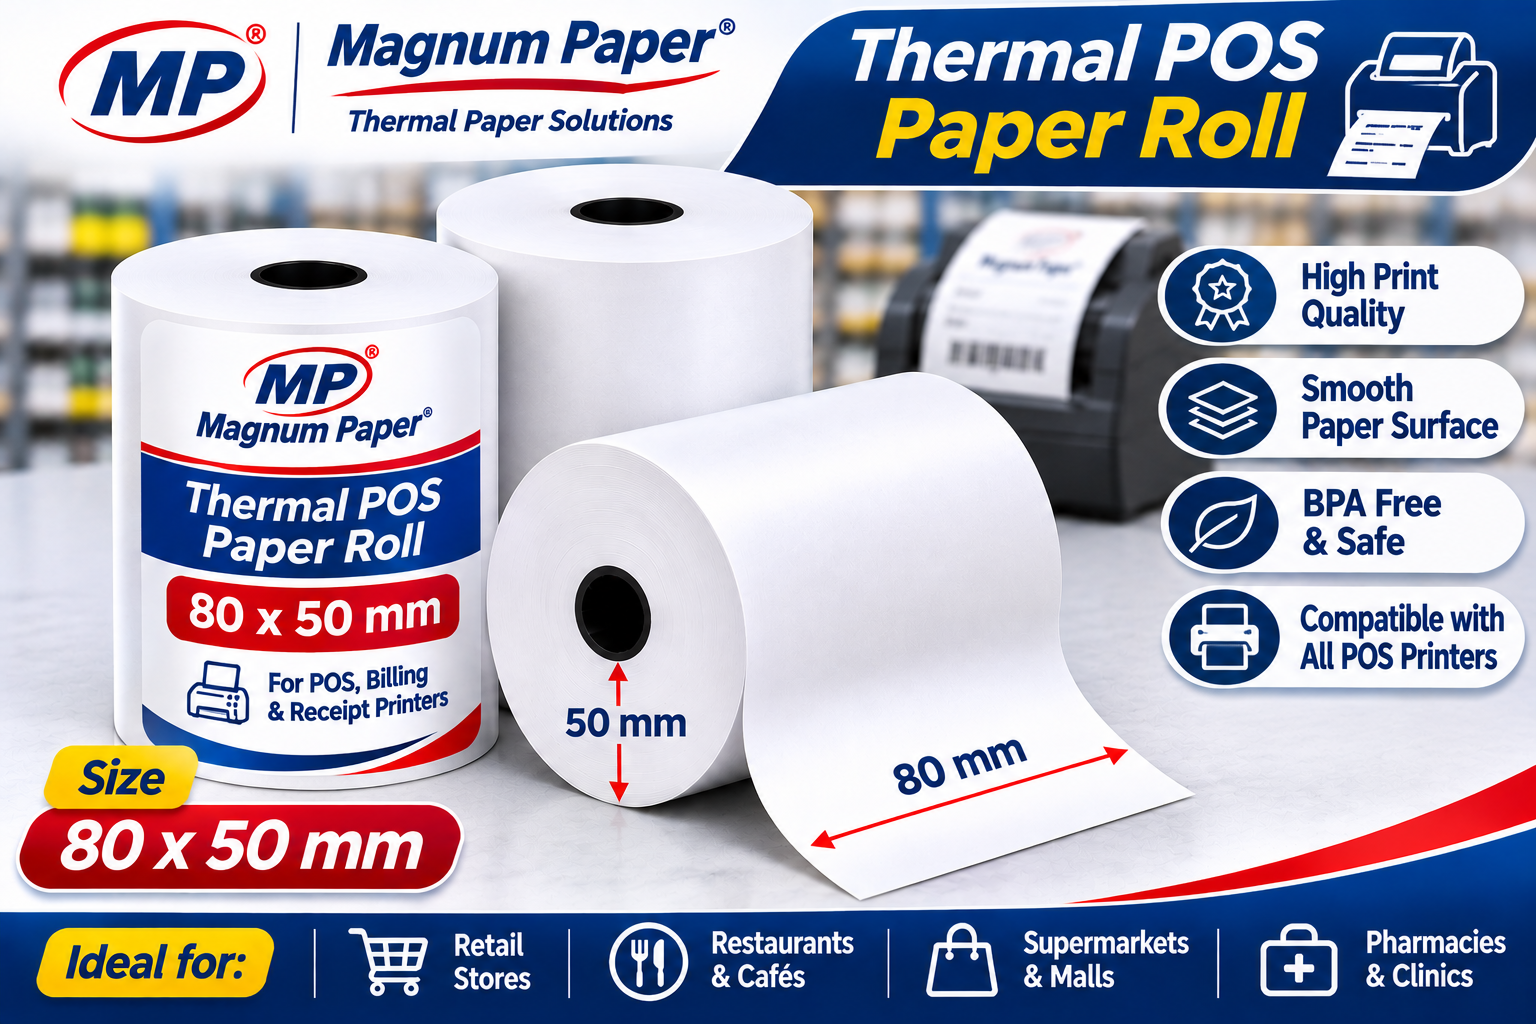 MP®
Magnum Paper®
Thermal Paper Solutions
Thermal POS
Paper Roll
MP®
Magnum Paper®
Thermal POS
Paper Roll
80 x 50 mm
For POS, Billing
& Receipt Printers
50 mm
80 mm
Magnum Paper
High Print
Quality
Smooth
Paper Surface
BPA Free
& Safe
Compatible with
All POS Printers
Size
80 x 50 mm
Ideal for:
Retail
Stores
Restaurants
& Cafés
Supermarkets
& Malls
Pharmacies
& Clinics